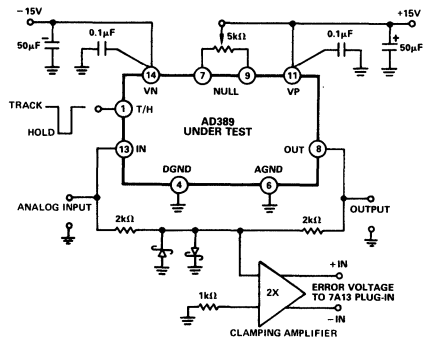 −15V
+15V
50µF
−
0.1µF
5kΩ
0.1µF
+
50µF
14
7
9
11
VN
NULL
VP
TRACK
HOLD
1
T/H
AD389
UNDER TEST
13
IN
OUT
8
DGND
AGND
4
6
ANALOG INPUT
OUTPUT
2kΩ
2kΩ
+IN
1kΩ
2X
ERROR VOLTAGE
TO 7A13 PLUG-IN
−IN
CLAMPING AMPLIFIER